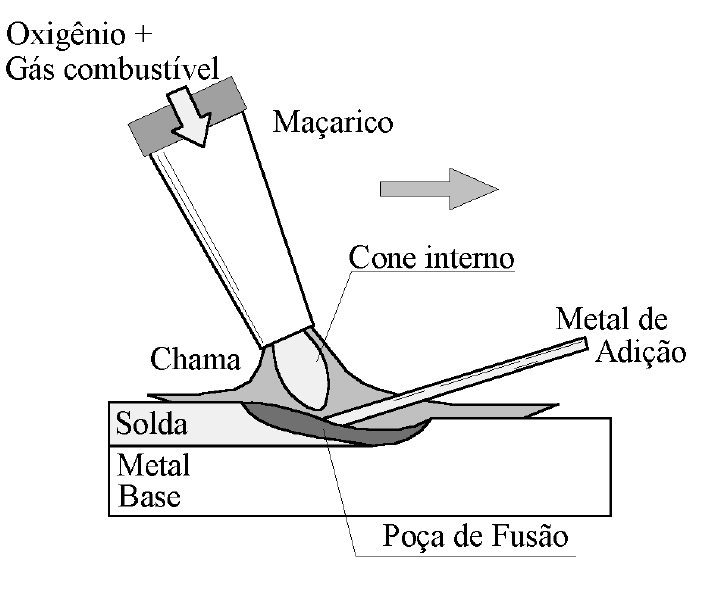 Oxigênio +
Gás combustível
Maçarico
Cone interno
Metal de
Adição
Chama
Solda
Metal
Base
Poça de Fusão